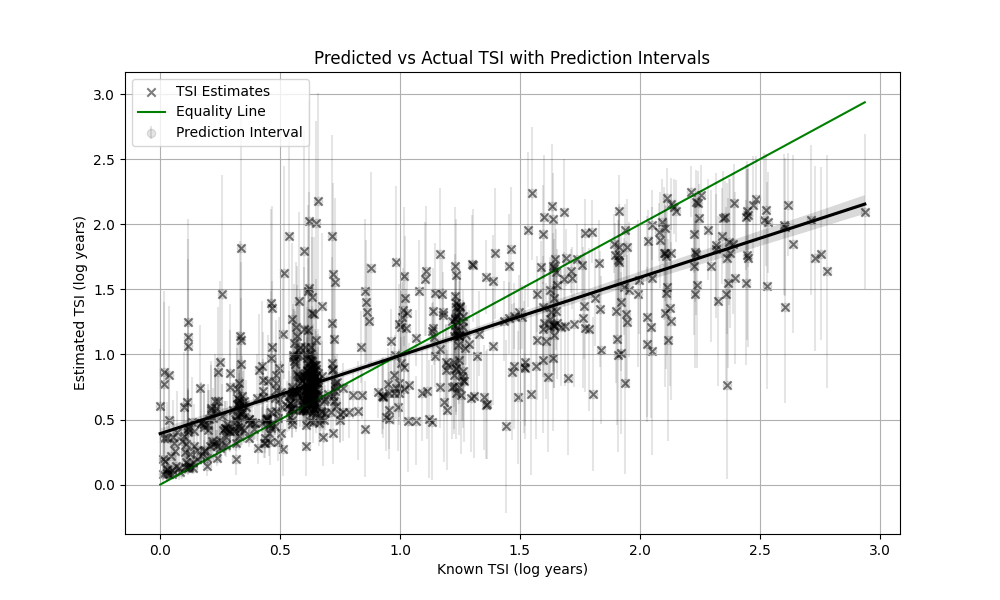 Predicted vs Actual TSI with Prediction Intervals
TSI Estimates
Equality Line
Prediction Interval
Estimated TSI (log years)
3.0
2.5
2.0
1.5
1.0
0.5
0.0
0.0 0.5 1.0 1.5 2.0 2.5 3.0
Known TSI (log years)